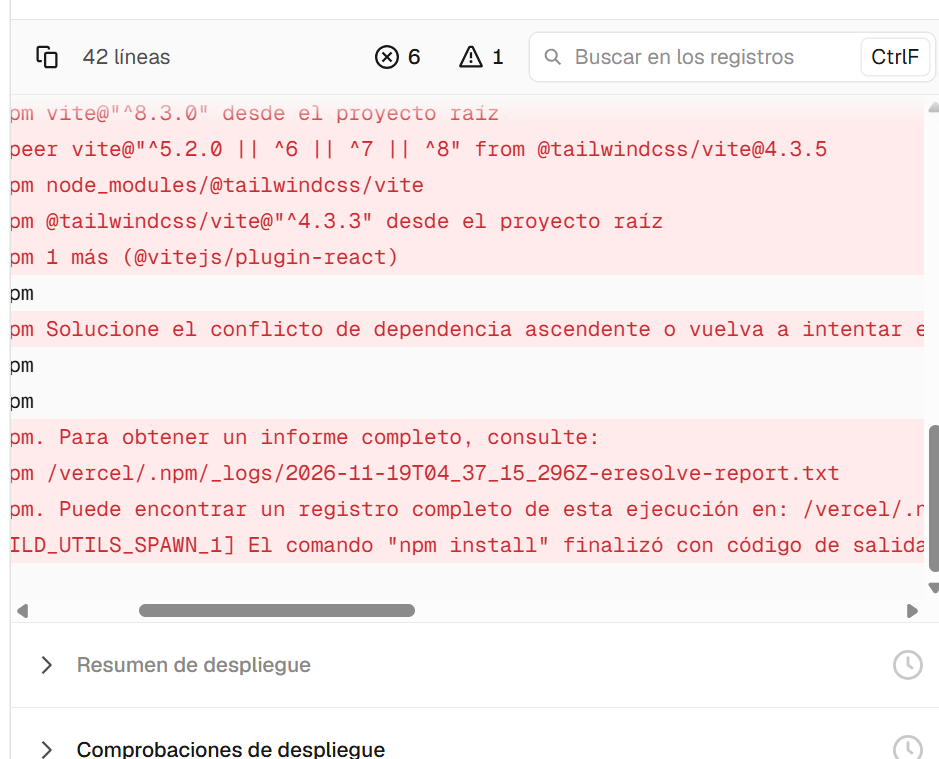 42 líneas
6
1
Buscar en los registros
CtrlF
pm vite@"^8.3.0" desde el proyecto raíz
peer vite@"^5.2.0 || ^6 || ^7 || ^8" from @tailwindcss/vite@4.3.5
pm node_modules/@tailwindcss/vite
pm @tailwindcss/vite@"^4.3.3" desde el proyecto raíz
pm 1 más (@vitejs/plugin-react)
pm
pm Solucione el conflicto de dependencia ascendente o vuelva a intentar e
pm
pm
pm. Para obtener un informe completo, consulte:
pm /vercel/.npm/_logs/2026-11-19T04_37_15_296Z-eresolve-report.txt
pm. Puede encontrar un registro completo de esta ejecución en: /vercel/.n
ILD_UTILS_SPAWN_1] El comando "npm install" finalizó con código de salida
Resumen de despliegue
Comprobaciones de despliegue